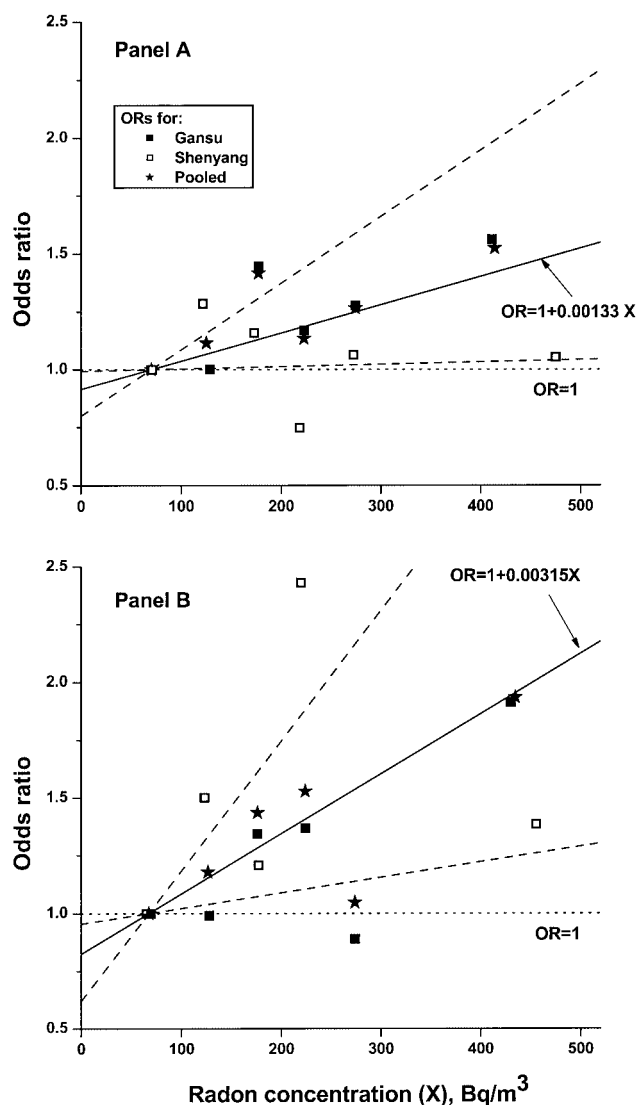 Panel A
ORs for:
Gansu
Shenyang
Pooled
2.5
2.0
1.5
1.0
0.5
Odds ratio
OR=1+0.00133 X
OR=1
0 100 200 300 400 500
Panel B
OR=1+0.00315X
2.5
2.0
1.5
1.0
0.5
Odds ratio
OR=1
0 100 200 300 400 500
Radon concentration (X), Bq/m³